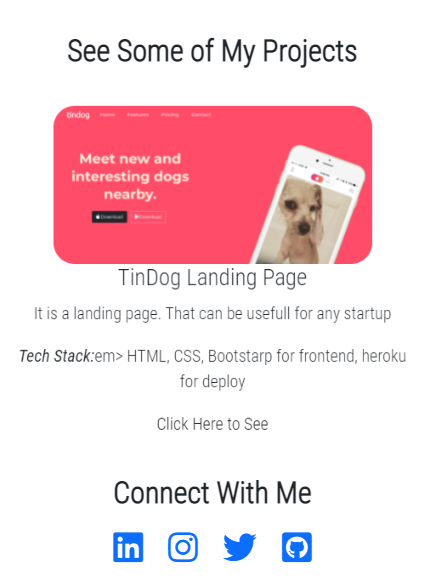 See Some of My Projects
tindog Home Features Pricing Contact
Meet new and
interesting dogs
nearby.
Download Download
TinDog Landing Page
It is a landing page. That can be usefull for any startup
Tech Stack:em> HTML, CSS, Bootstarp for frontend, heroku
for deploy
Click Here to See
Connect With Me
in